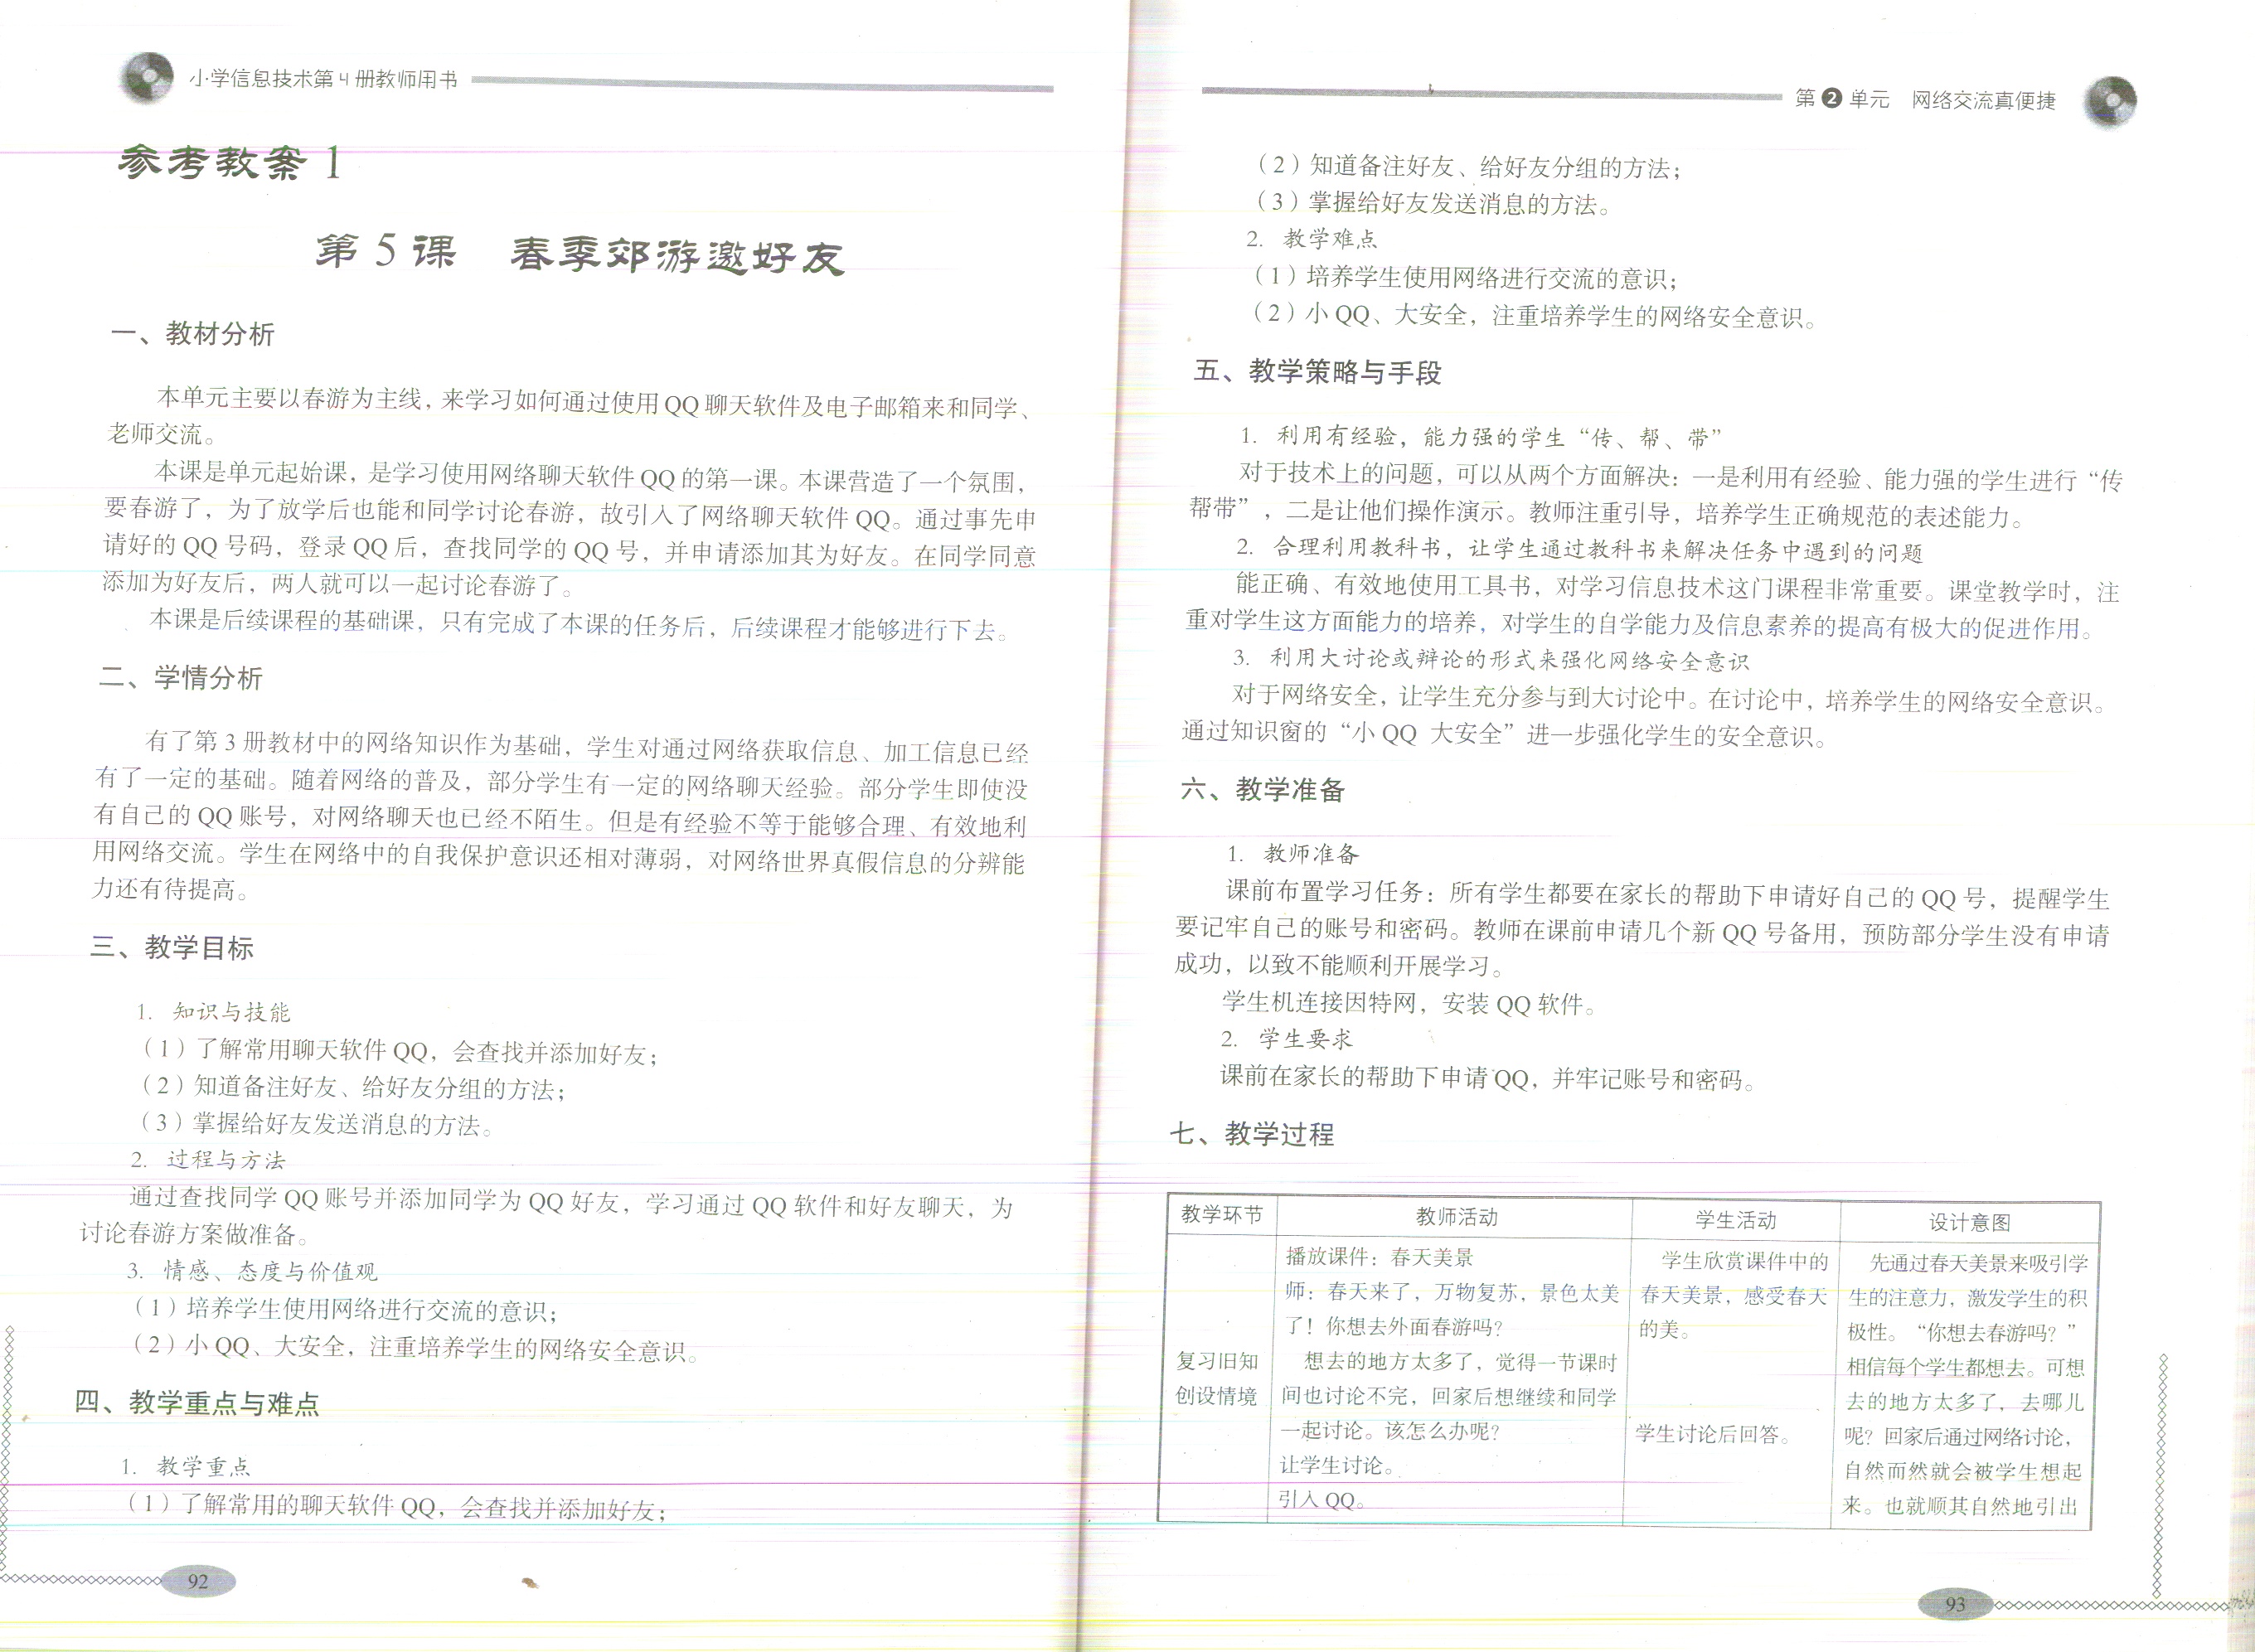 小学信息技术第4册教师用书
参考教案1
第5课 春季郊游邀好友
一、教材分析
本单元主要以春游为主线，来学习如何通过使用QQ聊天软件及电子邮箱来和同学、
老师交流。
本课是单元起始课，是学习使用网络聊天软件QQ的第一课。本课营造了一个氛围，
要春游了，为了放学后也能和同学讨论春游，故引入了网络聊天软件QQ。通过事先申
请好的QQ号码，登录QQ后，查找同学的QQ号，并申请添加其为好友。在同学同意
添加为好友后，两人就可以一起讨论春游了。
本课是后续课程的基础课，只有完成了本课的任务后，后续课程才能够进行下去。
二、学情分析
有了第3册教材中的网络知识作为基础，学生对通过网络获取信息、加工信息已经
有了一定的基础。随着网络的普及，部分学生有一定的网络聊天经验。部分学生即使没
有自己的QQ账号，对网络聊天也已经不陌生。但是有经验不等于能够合理、有效地利
用网络交流。学生在网络中的自我保护意识还相对薄弱，对网络世界真假信息的分辨能
力还有待提高。
三、教学目标
1. 知识与技能
（1）了解常用聊天软件QQ，会查找并添加好友；
（2）知道备注好友、给好友分组的方法；
（3）掌握给好友发送消息的方法。
2. 过程与方法
通过查找同学QQ账号并添加同学为QQ好友，学习通过QQ软件和好友聊天，为
讨论春游方案做准备。
3. 情感、态度与价值观
（1）培养学生使用网络进行交流的意识；
（2）小QQ、大安全，注重培养学生的网络安全意识。
四、教学重点与难点
1. 教学重点
（1）了解常用的聊天软件QQ，会查找并添加好友；
92
第2单元 网络交流真便捷
（2）知道备注好友、给好友分组的方法；
（3）掌握给好友发送消息的方法。
2. 教学难点
（1）培养学生使用网络进行交流的意识；
（2）小QQ、大安全，注重培养学生的网络安全意识。
五、教学策略与手段
1. 利用有经验，能力强的学生“传、帮、带”
对于技术上的问题，可以从两个方面解决：一是利用有经验、能力强的学生进行“传
帮带”，二是让他们操作演示。教师注重引导，培养学生正确规范的表述能力。
2. 合理利用教科书，让学生通过教科书来解决任务中遇到的问题
能正确、有效地使用工具书，对学习信息技术这门课程非常重要。课堂教学时，注
重对学生这方面能力的培养，对学生的自学能力及信息素养的提高有极大的促进作用。
3. 利用大讨论或辩论的形式来强化网络安全意识
对于网络安全，让学生充分参与到大讨论中。在讨论中，培养学生的网络安全意识。
通过知识窗的“小QQ 大安全”进一步强化学生的安全意识。
六、教学准备
1. 教师准备
课前布置学习任务：所有学生都要在家长的帮助下申请好自己的QQ号，提醒学生
要记牢自己的账号和密码。教师在课前申请几个新QQ号备用，预防部分学生没有申请
成功，以致不能顺利开展学习。
学生机连接因特网，安装QQ软件。
2. 学生要求
课前在家长的帮助下申请QQ，并牢记账号和密码。
七、教学过程
教学环节 教师活动 学生活动 设计意图
复习旧知
创设情境
播放课件：春天美景
师：春天来了，万物复苏，景色太美
了！你想去外面春游吗？
想去的地方太多了，觉得一节课时
间也讨论不完，回家后想继续和同学
一起讨论。该怎么办呢？
让学生讨论。
引入QQ。
学生欣赏课件中的
春天美景，感受春天
的美。
学生讨论后回答。
先通过春天美景来吸引学
生的注意力，激发学生的积
极性。“你想去春游吗？”
相信每个学生都想去。可想
去的地方太多了，去哪儿
呢？回家后通过网络讨论，
自然而然就会被学生想起
来。也就顺其自然地引出
93